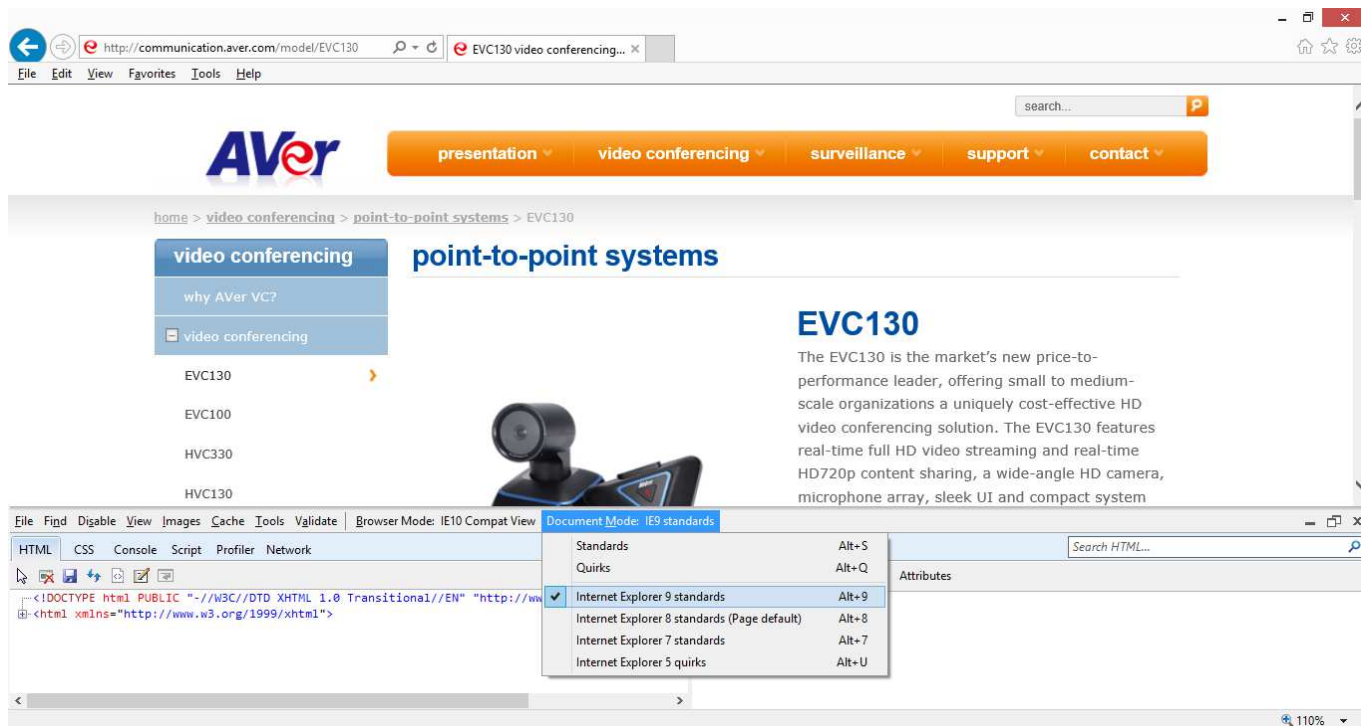 http://communication.aver.com/model/EVC130
EVC130 video conferencing...
File Edit View Favorites Tools Help
search...
AVer
presentation video conferencing surveillance support contact
home > video conferencing > point-to-point systems > EVC130
video conferencing
why AVer VC?
video conferencing
EVC130
EVC100
HVC330
HVC130
point-to-point systems
EVC130
The EVC130 is the market's new price-to-
performance leader, offering small to medium-
scale organizations a uniquely cost-effective HD
video conferencing solution. The EVC130 features
real-time full HD video streaming and real-time
HD720p content sharing, a wide-angle HD camera,
microphone array, sleek UI and compact system
File Find Disable View Images Cache Tools Validate Browser Mode: IE10 Compat View Document Mode: IE9 standards
HTML CSS Console Script Profiler Network
Search HTML...
<!DOCTYPE html PUBLIC "-//W3C//DTD XHTML 1.0 Transitional//EN" "http://ww
<html xmlns="http://www.w3.org/1999/xhtml">
Standards Alt+S
Quirks Alt+Q
Internet Explorer 9 standards Alt+9
Internet Explorer 8 standards (Page default) Alt+8
Internet Explorer 7 standards Alt+7
Internet Explorer 5 quirks Alt+U
Attributes
110%